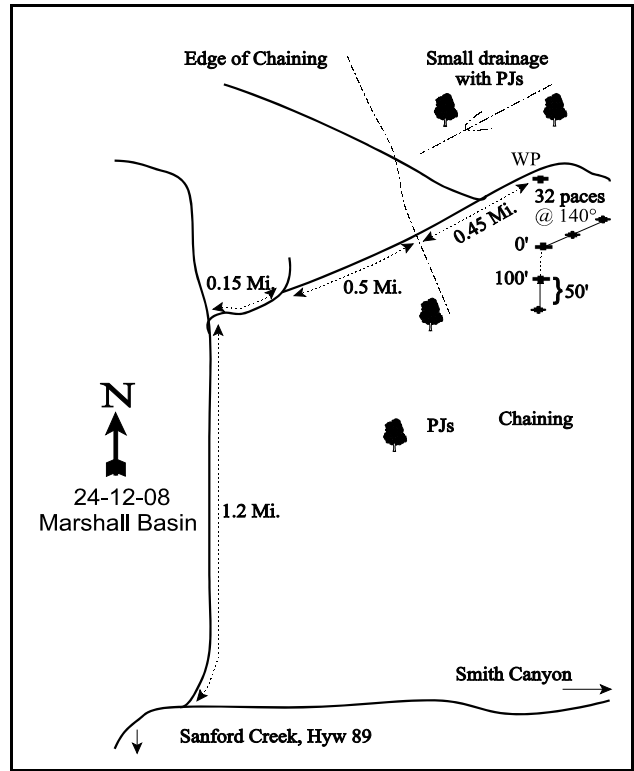 Edge of Chaining
Small drainage
with PJs
WP
32 paces
@ 140°
0.45 Mi.
0'
0.15 Mi.
0.5 Mi.
100'
}50'
N
PJs
Chaining
24-12-08
Marshall Basin
1.2 Mi.
Smith Canyon
Sanford Creek, Hyw 89